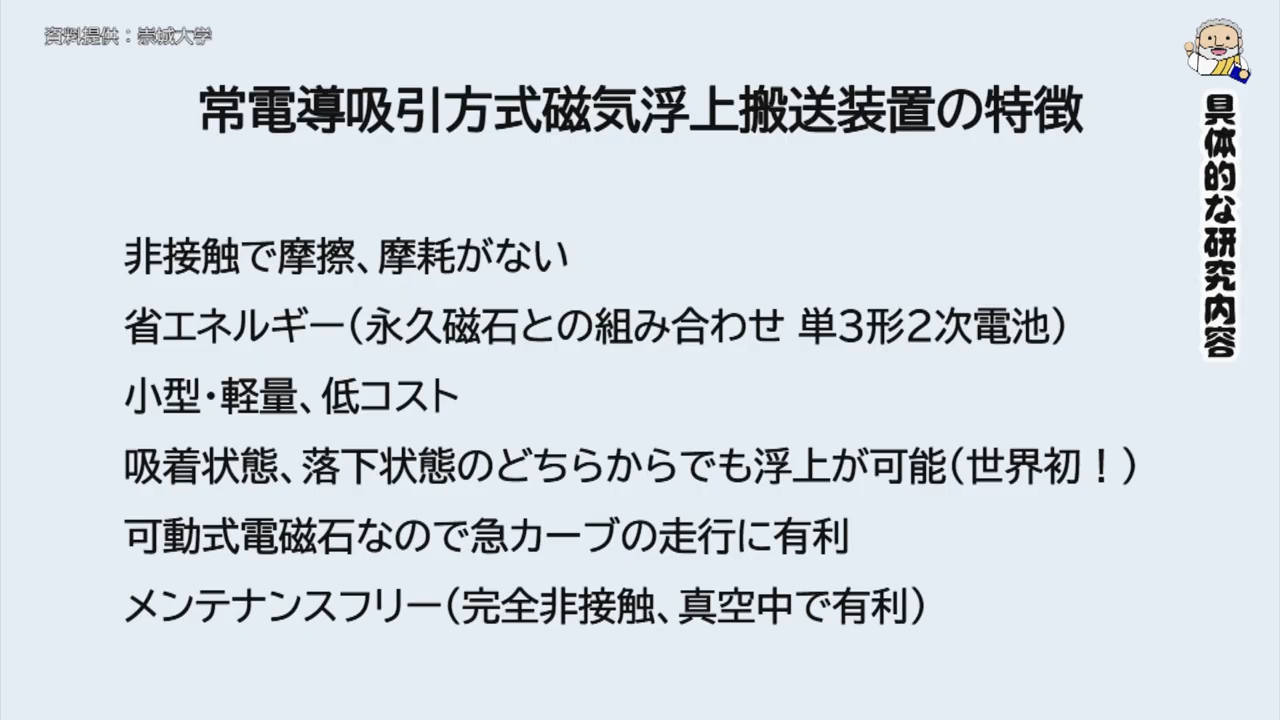 資料提供：崇城大学
常電導吸引方式磁気浮上搬送装置の特徴
具体的な研究内容
非接触で摩擦、摩耗がない
省エネルギー（永久磁石との組み合わせ 単３形２次電池）
小型・軽量、低コスト
吸着状態、落下状態のどちらからでも浮上が可能（世界初！）
可動式電磁石なので急カーブの走行に有利
メンテナンスフリー（完全非接触、真空中で有利）